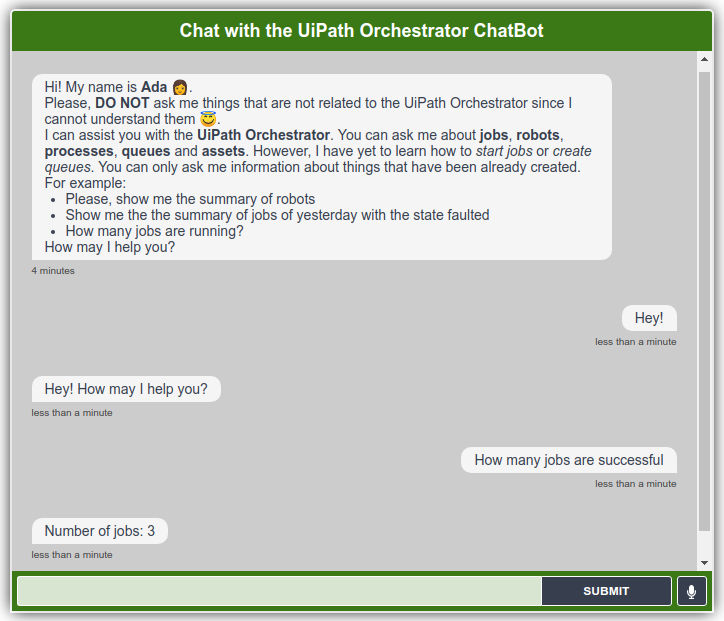 Chat with the UiPath Orchestrator ChatBot
Hi! My name is Ada 👩.
Please, DO NOT ask me things that are not related to the UiPath Orchestrator since I
cannot understand them 😇.
I can assist you with the UiPath Orchestrator. You can ask me about jobs, robots,
processes, queues and assets. However, I have yet to learn how to start jobs or create
queues. You can only ask me information about things that have been already created.
For example:
• Please, show me the summary of robots
• Show me the the summary of jobs of yesterday with the state faulted
• How many jobs are running?
How may I help you?
4 minutes
Hey!
less than a minute
Hey! How may I help you?
less than a minute
How many jobs are successful
less than a minute
Number of jobs: 3
less than a minute
SUBMIT